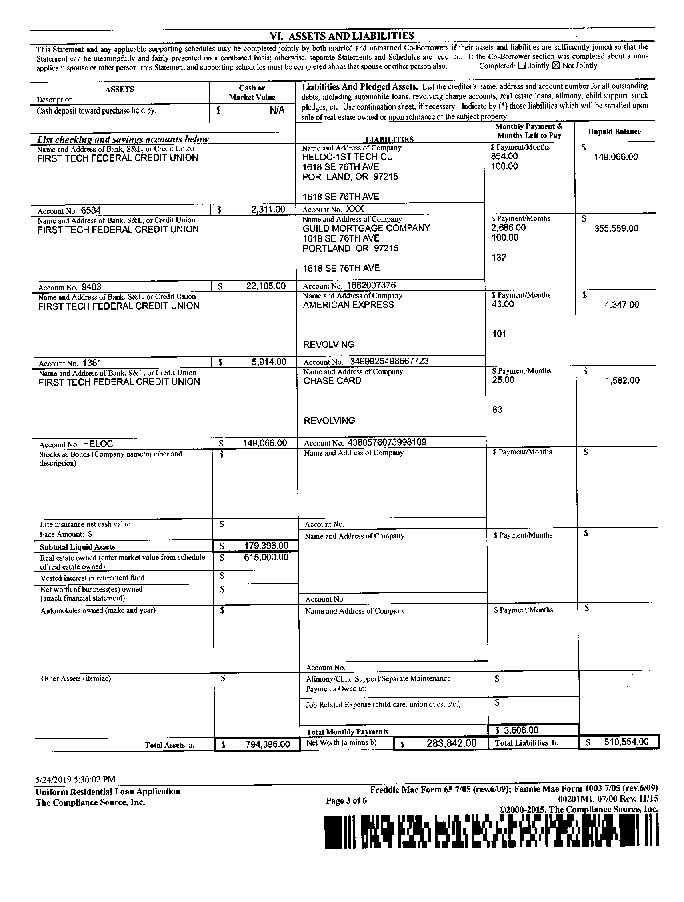 VI. ASSETS AND LIABILITIES
This Statement and any applicable supporting schedules may be completed jointly by both married and unmarried Co-Borrowers if their assets and liabilities are sufficiently joined so that the
Statement can be meaningfully and fairly presented on a combined basis; otherwise, separate Statements and Schedules are required. If the Co-Borrower section was completed about a non-
applicant spouse or other person, this Statement and supporting schedules must be completed about that spouse or other person also.
Completed: Jointly Not Jointly
ASSETS
Description
Cash or
Market Value
Cash deposit toward purchase held by:
$ N/A
Liabilities And Pledged Assets. List the creditor's name, address and account number for all outstanding
debts, including automobile loans, revolving charge accounts, real estate loans, alimony, child support, stock
pledges, etc. Use continuation sheet, if necessary. Indicate by (*) those liabilities which will be satisfied upon
sale of real estate owned or upon refinance of the subject property
LIABILITIES
Monthly Payment &
Months Left to Pay
Unpaid Balance
List checking and savings accounts below
Name and Address of Bank, S&L, or Credit Union
FIRST TECH FEDERAL CREDIT UNION
Account No. 6504
$ 2,311.00
Name and Address of Company
HELOC-1ST TECH CU
1618 SE 76TH AVE
PORTLAND, OR 97215
1618 SE 76TH AVE
Account No. XXX
$ Payment/Months
854.00
100.00
$ 149,066.00
Name and Address of Bank, S&L, or Credit Union
FIRST TECH FEDERAL CREDIT UNION
Account No. 9403
$ 22,105.00
Name and Address of Company
GUILD MORTGAGE COMPANY
1618 SE 76TH AVE
PORTLAND, OR 97215
1618 SE 76TH AVE
Account No. 1662007376
$ Payment/Months
2,686.00
100.00
132
$ 355,559.00
Name and Address of Bank, S&L, or Credit Union
FIRST TECH FEDERAL CREDIT UNION
Account No. 1361
$ 5,914.00
Name and Address of Company
AMERICAN EXPRESS
REVOLVING
Account No. 3499925498667723
$ Payment/Months
43.00
101
$ 4,347.00
Name and Address of Bank, S&L, or Credit Union
FIRST TECH FEDERAL CREDIT UNION
Account No. HELOC
$ 149,066.00
Name and Address of Company
CHASE CARD
REVOLVING
Account No. 4380578073998109
$ Payment/Months
25.00
63
$ 1,582.00
Stocks & Bonds (Company name/number and
description)
$
Name and Address of Company
$ Payment/Months
$
Life insurance net cash value
Face Amount: $
$
Account No.
Subtotal Liquid Assets
$ 179,396.00
Name and Address of Company
$ Payment/Months
$
Real estate owned (enter market value from schedule
of real estate owned)
$ 615,000.00
Vested interest in retirement fund
$
Net worth of business(es) owned
(attach financial statement)
$
Account No.
Automobiles owned (make and year)
$
Name and Address of Company
$ Payment/Months
$
Account No.
Other Assets (itemize)
$
Alimony/Child Support/Separate Maintenance
Payments Owed to:
$
Job Related Expense (child care, union dues, etc.)
$
Total Monthly Payments
$ 3,608.00
Total Assets a.
$ 794,396.00
Net Worth (a minus b)
$ 283,842.00
Total Liabilities b.
$ 510,554.00
Uniform Residential Loan Application
The Compliance Source, Inc.
Page 3 of 6
Freddie Mac Form 65 7/05 (rev.6/09); Fannie Mae Form 1003 7/05 (rev.6/09)
00201MU 07/00 Rev. 11/15
©2000-2015, The Compliance Source, Inc.